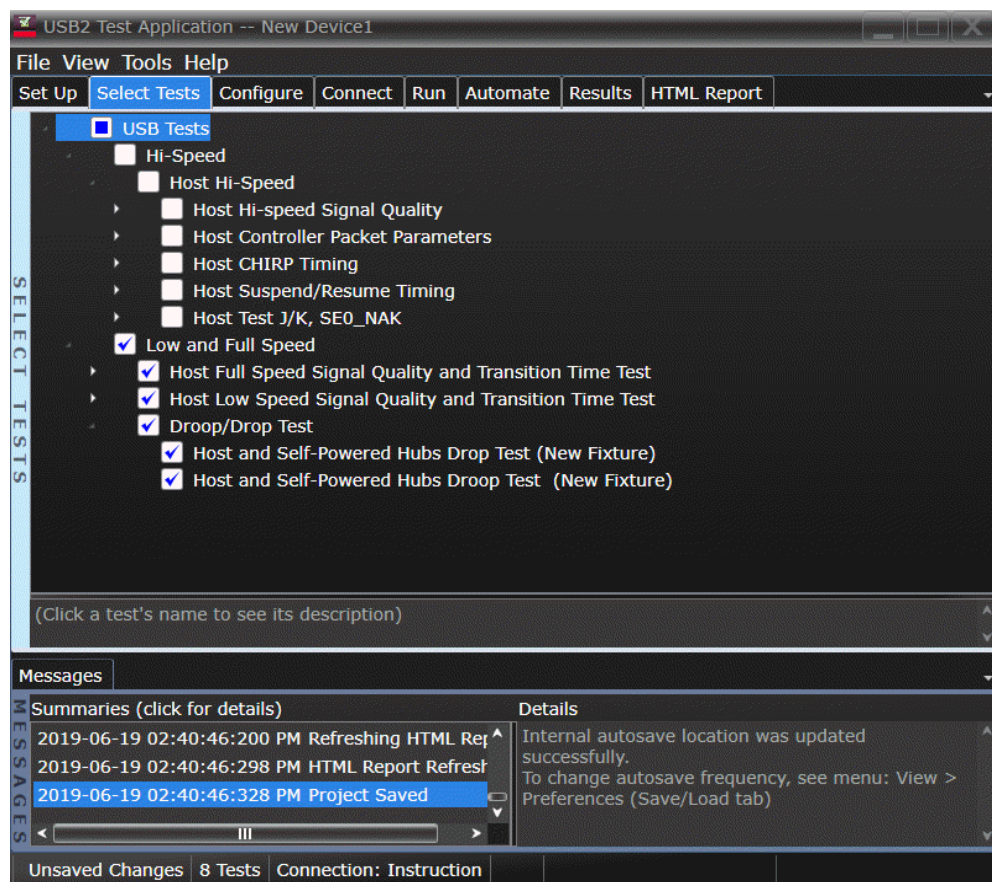 USB2 Test Application -- New Device1
File View Tools Help
Set Up Select Tests Configure Connect Run Automate Results HTML Report
USB Tests
Hi-Speed
Host Hi-Speed
Host Hi-speed Signal Quality
Host Controller Packet Parameters
Host CHIRP Timing
Host Suspend/Resume Timing
Host Test J/K, SE0_NAK
Low and Full Speed
Host Full Speed Signal Quality and Transition Time Test
Host Low Speed Signal Quality and Transition Time Test
Droop/Drop Test
Host and Self-Powered Hubs Drop Test (New Fixture)
Host and Self-Powered Hubs Droop Test (New Fixture)
SELECT TESTS
(Click a test's name to see its description)
Messages
MESSAGES
Summaries (click for details)
2019-06-19 02:40:46:200 PM Refreshing HTML Rep
2019-06-19 02:40:46:298 PM HTML Report Refresh
2019-06-19 02:40:46:328 PM Project Saved
Details
Internal autosave location was updated
successfully.
To change autosave frequency, see menu: View >
Preferences (Save/Load tab)
Unsaved Changes 8 Tests Connection: Instruction